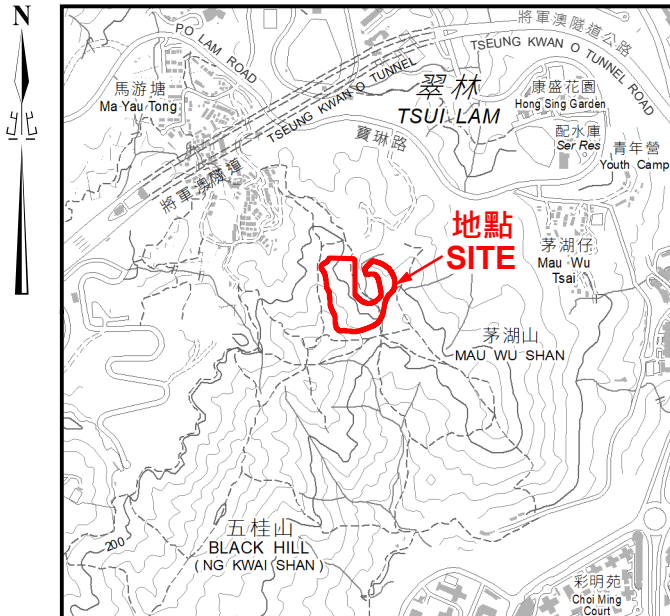 N
將軍澳隧道公路
TSEUNG KWAN O TUNNEL ROAD
P.O LAM ROAD
馬游塘
Ma Yau Tong
TSEUNG KWAN O TUNNEL
將軍澳隧道
翠林
TSUI LAM
康盛花園
Hong Sing Garden
配水庫
Ser Res
青年營
Youth Camp
寶琳路
地點
SITE
茅湖仔
Mau Wu
Tsai
茅湖山
MAU WU SHAN
五桂山
BLACK HILL
( NG KWAI SHAN )
200
彩明苑
Choi Ming
Court